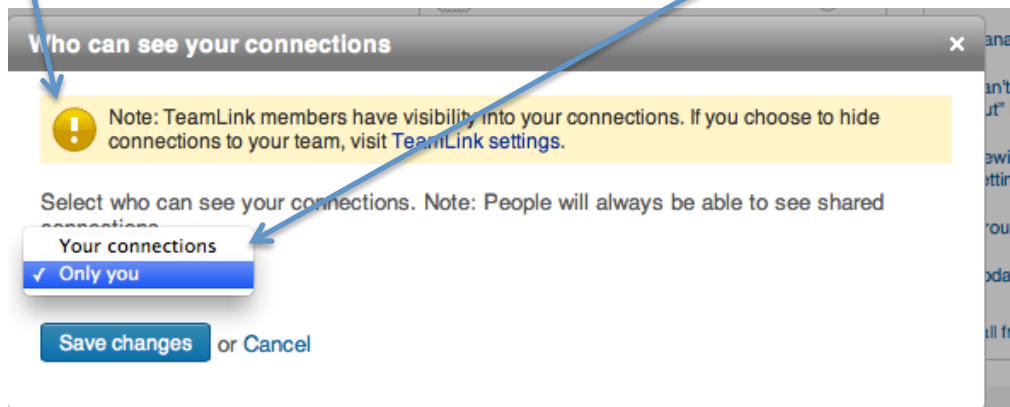 Who can see your connections ×
Note: TeamLink members have visibility into your connections. If you choose to hide
connections to your team, visit TeamLink settings.
Select who can see your connections. Note: People will always be able to see shared
connections.
Your connections
✓ Only you
Save changes or Cancel